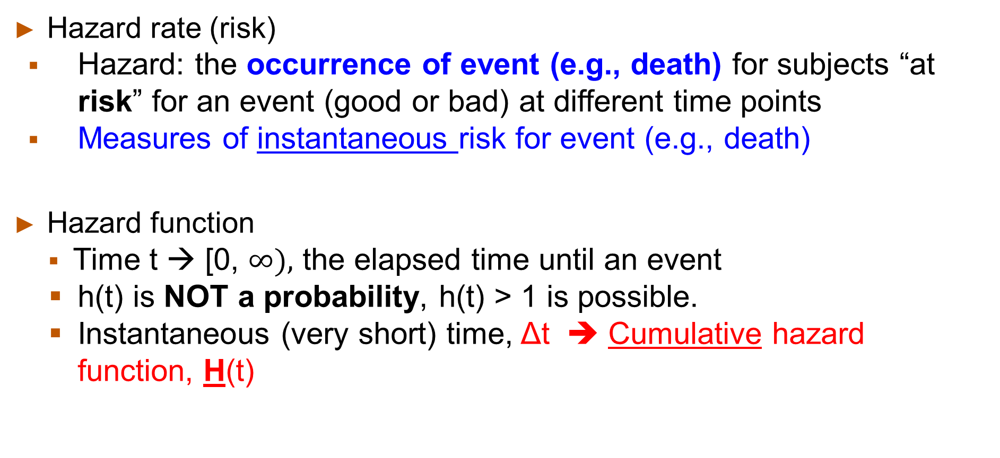 ► Hazard rate (risk)
▪ Hazard: the occurrence of event (e.g., death) for subjects “at
risk” for an event (good or bad) at different time points
▪ Measures of instantaneous risk for event (e.g., death)
► Hazard function
▪ Time t → [0, ∞), the elapsed time until an event
▪ h(t) is NOT a probability, h(t) > 1 is possible.
▪ Instantaneous (very short) time, Δt ➔ Cumulative hazard
function, H(t)